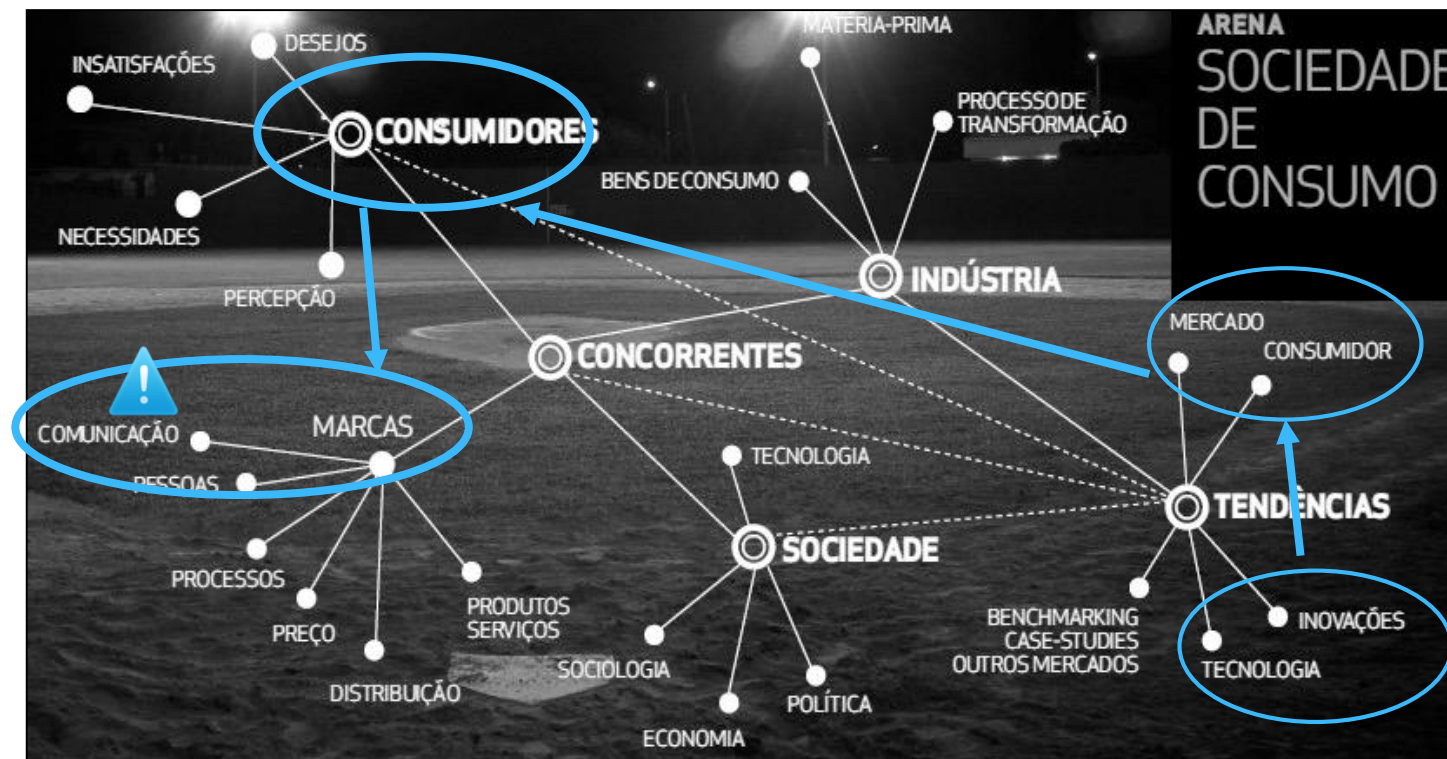 ARENA
SOCIEDADE
DE
CONSUMO
DESEJOS
INSATISFAÇÕES
CONSUMIDORES
NECESSIDADES
PERCEPÇÃO
MATÉRIA-PRIMA
PROCESSO DE
TRANSFORMAÇÃO
BENS DE CONSUMO
INDÚSTRIA
MERCADO
CONSUMIDOR
CONCORRENTES
COMUNICAÇÃO
MARCAS
PESSOAS
PROCESSOS
PREÇO
DISTRIBUIÇÃO
PRODUTOS
SERVIÇOS
TECNOLOGIA
SOCIEDADE
SOCIOLOGIA
ECONOMIA
POLÍTICA
TENDÊNCIAS
BENCHMARKING
CASE-STUDIES
OUTROS MERCADOS
INOVAÇÕES
TECNOLOGIA